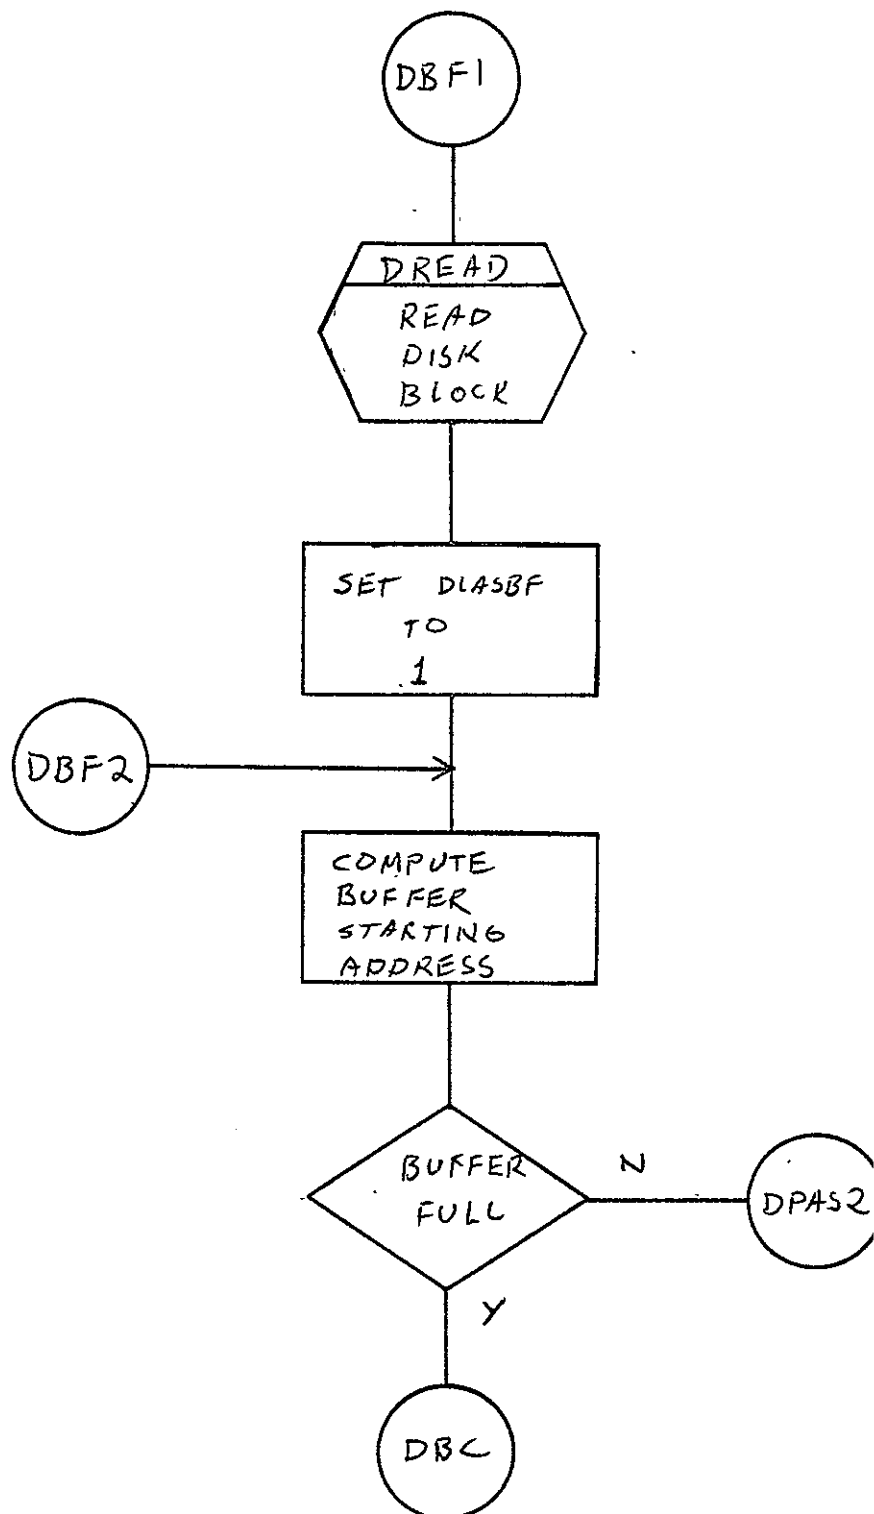 DBF1
DREAD
READ
DISK
BLOCK
SET DLASBF
TO
1
DBF2
COMPUTE
BUFFER
STARTING
ADDRESS
BUFFER
FULL
N
DPAS2
Y
DBC